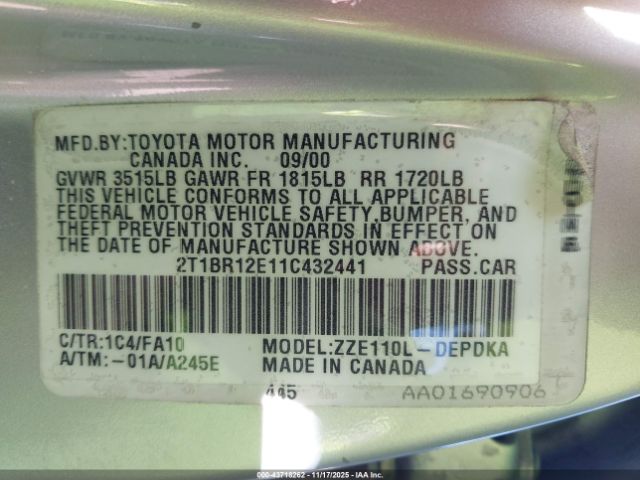 MFD.BY:TOYOTA MOTOR MANUFACTURING
CANADA INC. 09/00
GVWR 3515LB GAWR FR 1815LB RR 1720LB
THIS VEHICLE CONFORMS TO ALL APPLICABLE
FEDERAL MOTOR VEHICLE SAFETY,BUMPER, AND
THEFT PREVENTION STANDARDS IN EFFECT ON
THE DATE OF MANUFACTURE SHOWN ABOVE.
2T1BR12E11C432441 PASS.CAR
C/TR:1C4/FA10 MODEL:ZZE110L-DEPDKA
A/TM:-01A/A245E MADE IN CANADA
445 AA01690906
000-43718262 - 11/17/2025 - IAAI.COM